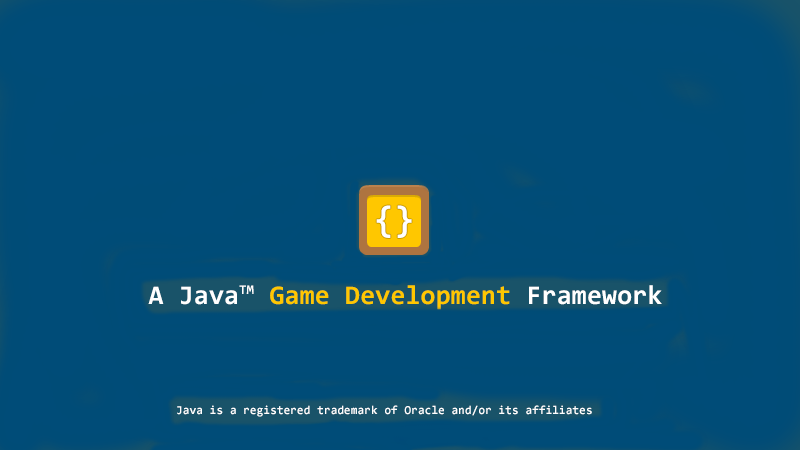 {}
A Java™ Game Development Framework
Java is a registered trademark of Oracle and/or its affiliates